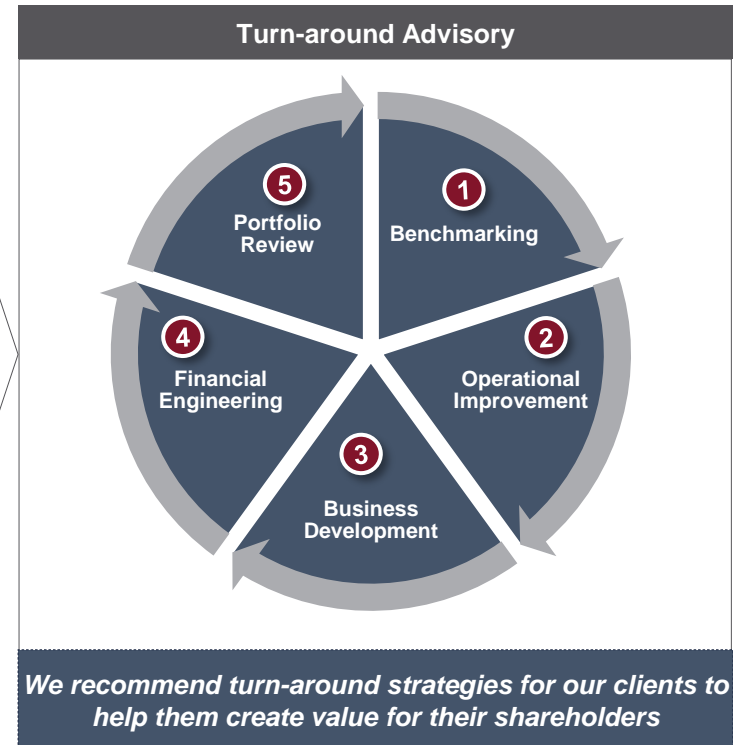 Turn-around Advisory
1
Benchmarking
2
Operational
Improvement
3
Business
Development
4
Financial
Engineering
5
Portfolio
Review
We recommend turn-around strategies for our clients to
help them create value for their shareholders